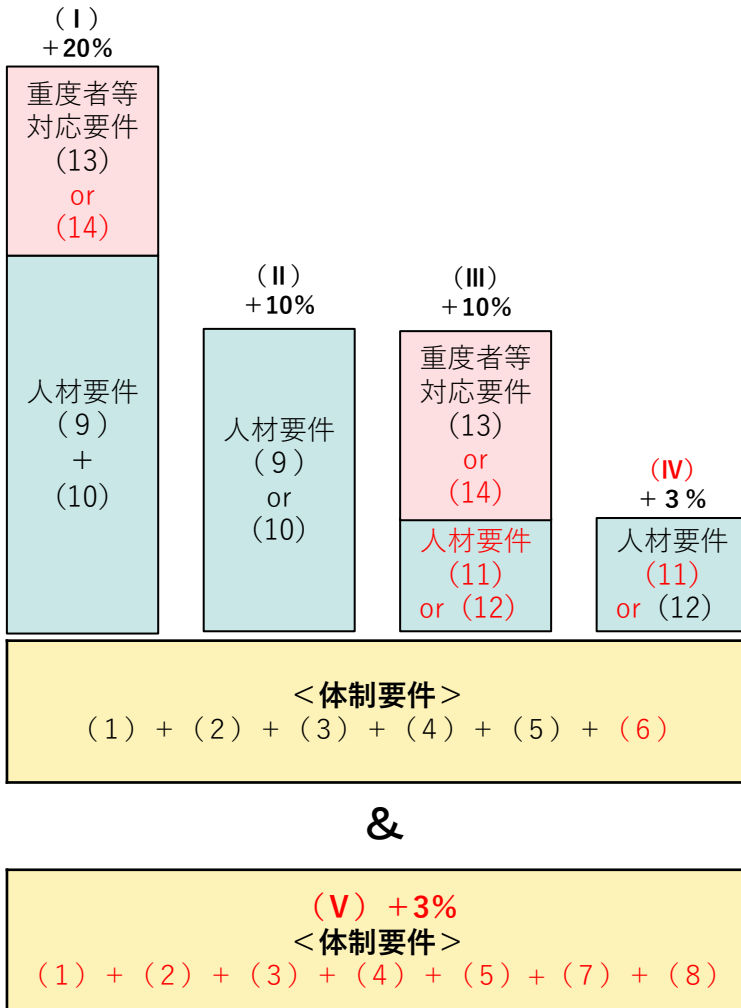 （Ⅰ）
＋20%
重度者等
対応要件
（13）
or
（14）
人材要件
（９）
＋
（10）
（Ⅱ）
＋10%
人材要件
（９）
or
（10）
（Ⅲ）
＋10%
重度者等
対応要件
（13）
or
（14）
人材要件
（11）
or（12）
（Ⅳ）
＋３％
人材要件
（11）
or（12）
＜体制要件＞
（１）＋（２）＋（３）＋（４）＋（５）＋（６）
＆
（Ⅴ）＋3%
＜体制要件＞
（１）＋（２）＋（３）＋（４）＋（５）＋（７）＋（８）